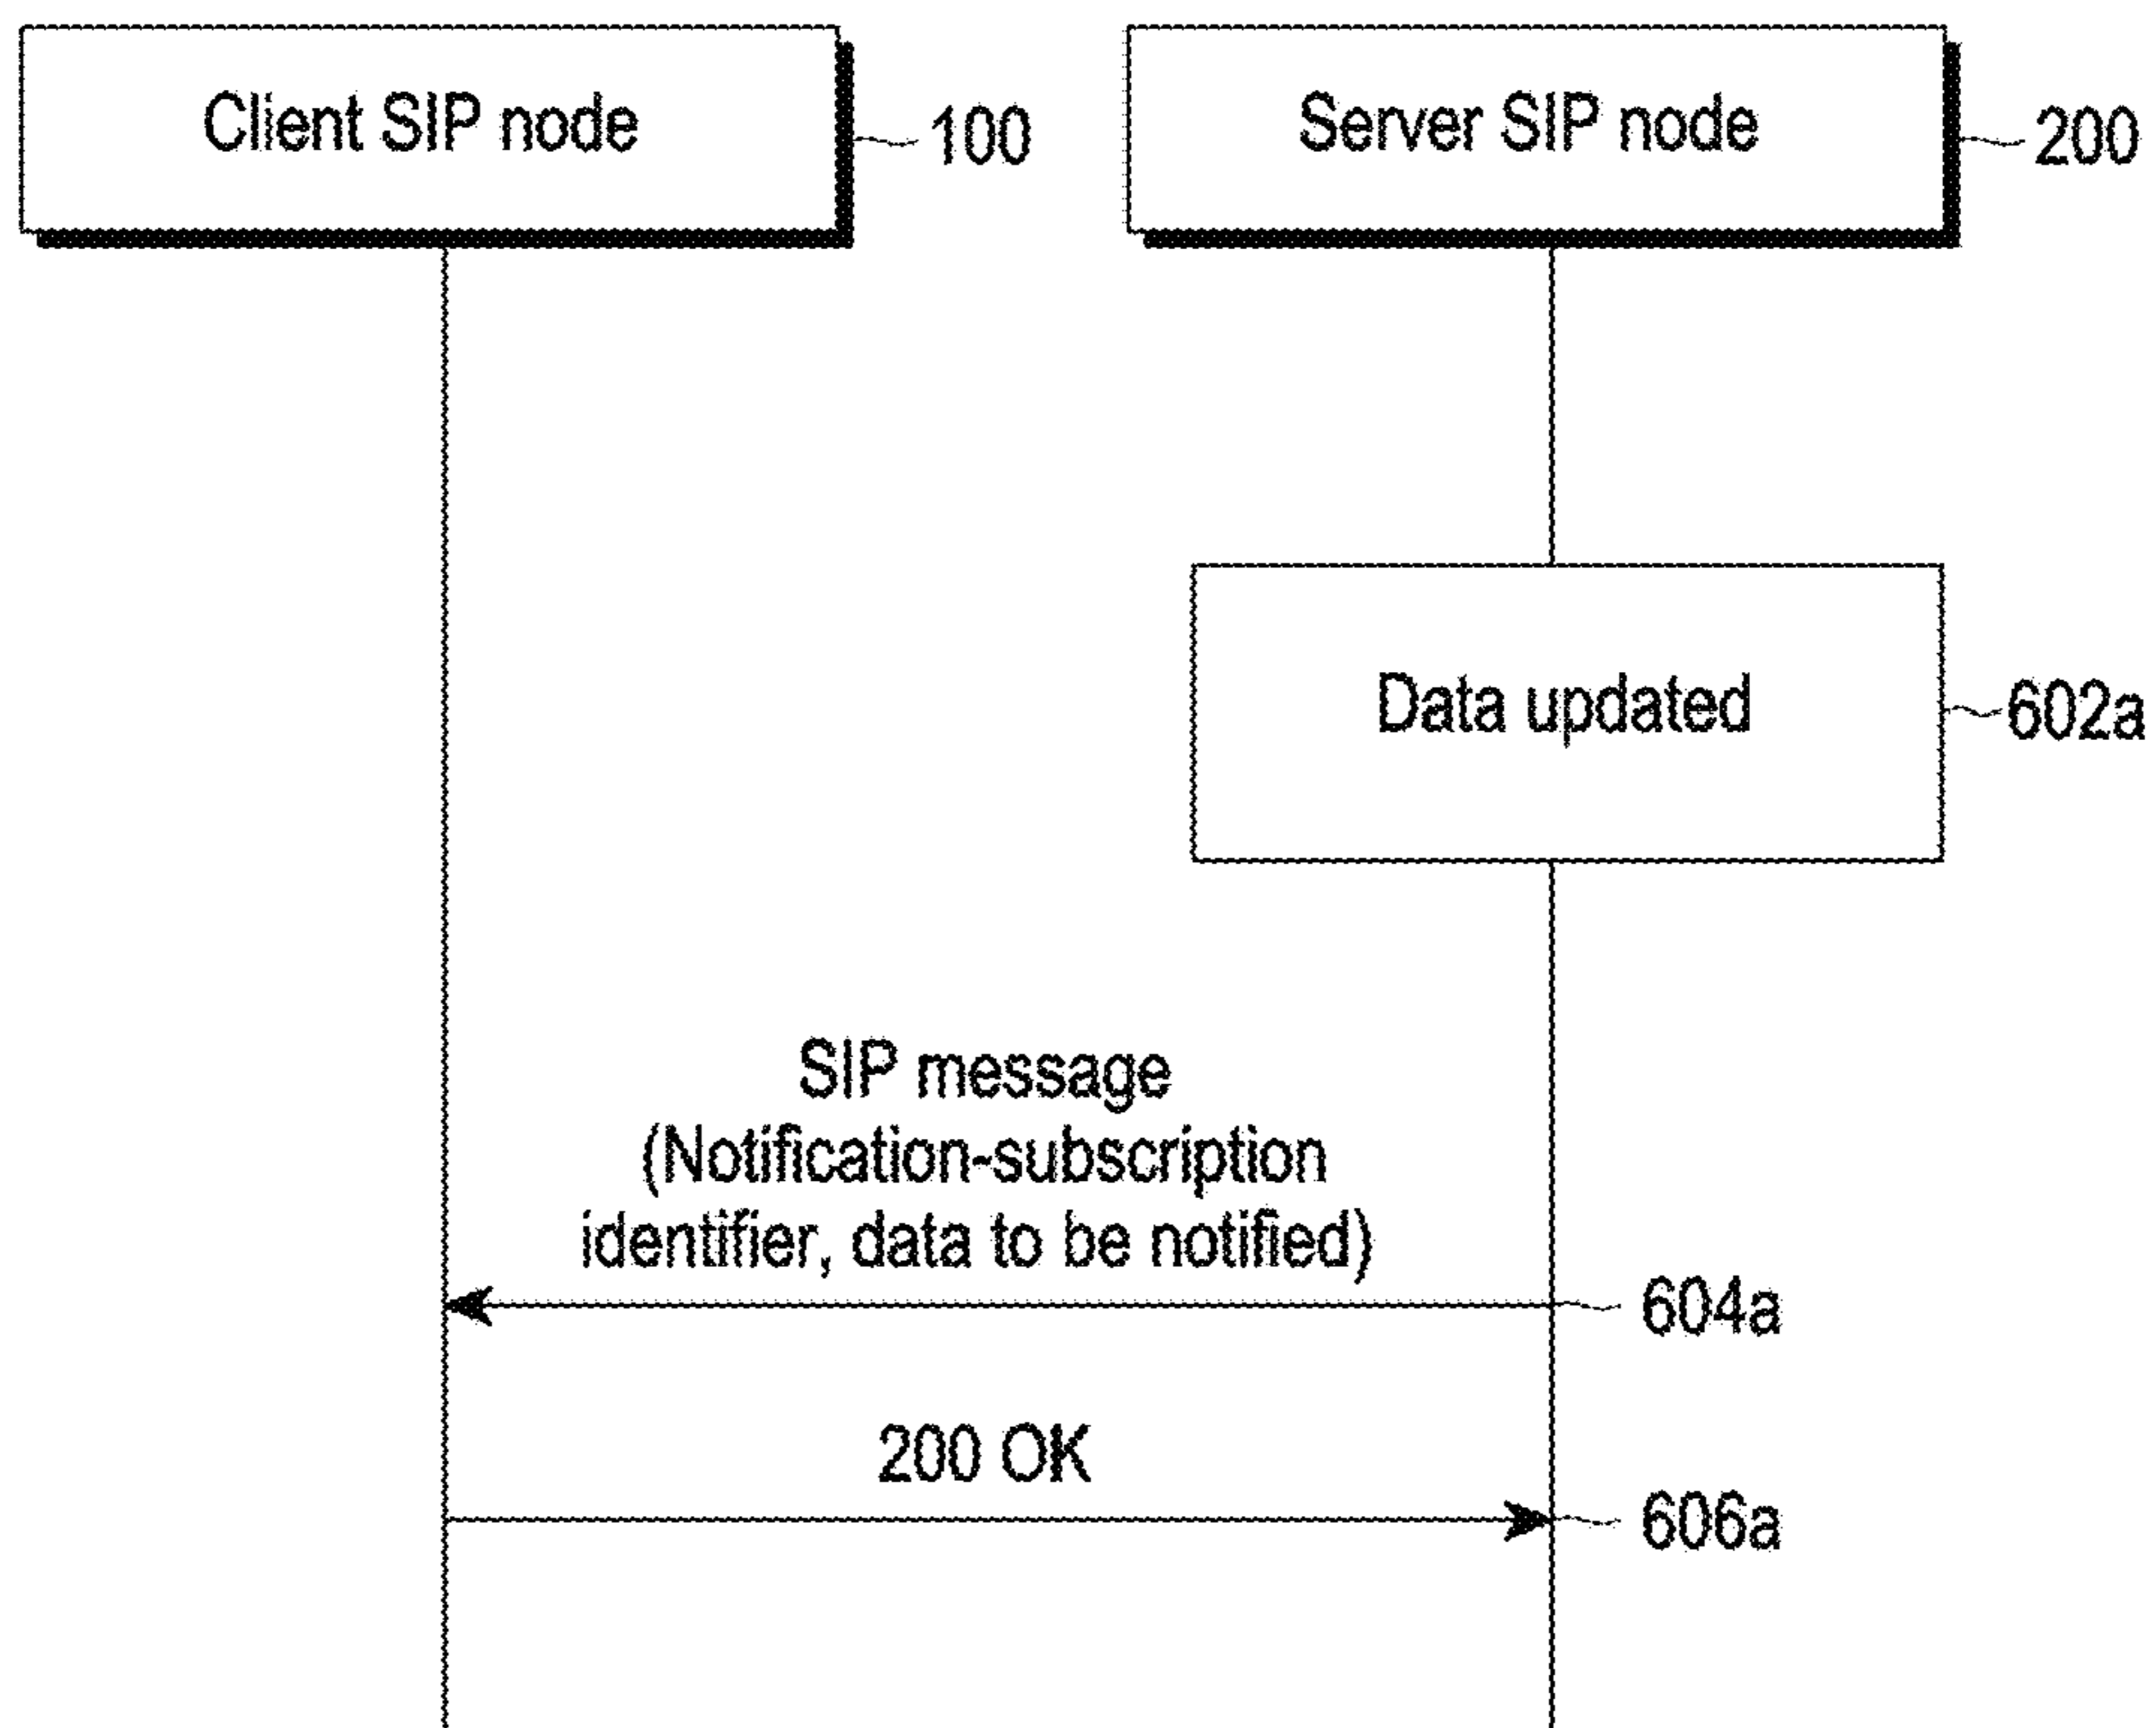 Client SIP node
100
Server SIP node
200
Data updated
602a
SIP message
(Notification-subscription
identifier, data to be notified)
604a
200 OK
606a